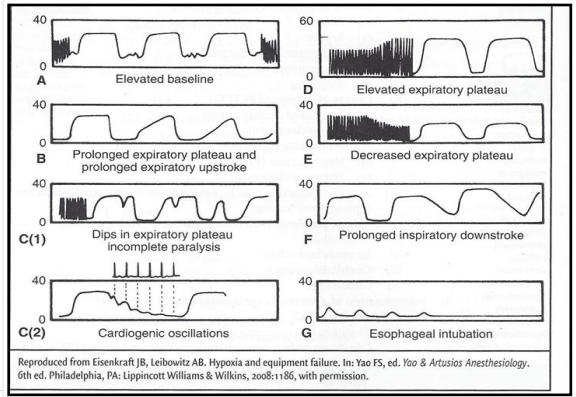 40
0
A
Elevated baseline
60
0
D
Elevated expiratory plateau
40
0
B
Prolonged expiratory plateau and
prolonged expiratory upstroke
40
0
E
Decreased expiratory plateau
40
0
C(1)
Dips in expiratory plateau
incomplete paralysis
40
0
F
Prolonged inspiratory downstroke
40
0
C(2)
Cardiogenic oscillations
40
0
G
Esophageal intubation
Reproduced from Eisenkraft JB, Leibowitz AB. Hypoxia and equipment failure. In: Yao FS, ed. Yao & Artusios Anesthesiology.
6th ed. Philadelphia, PA: Lippincott Williams & Wilkins, 2008:1186, with permission.